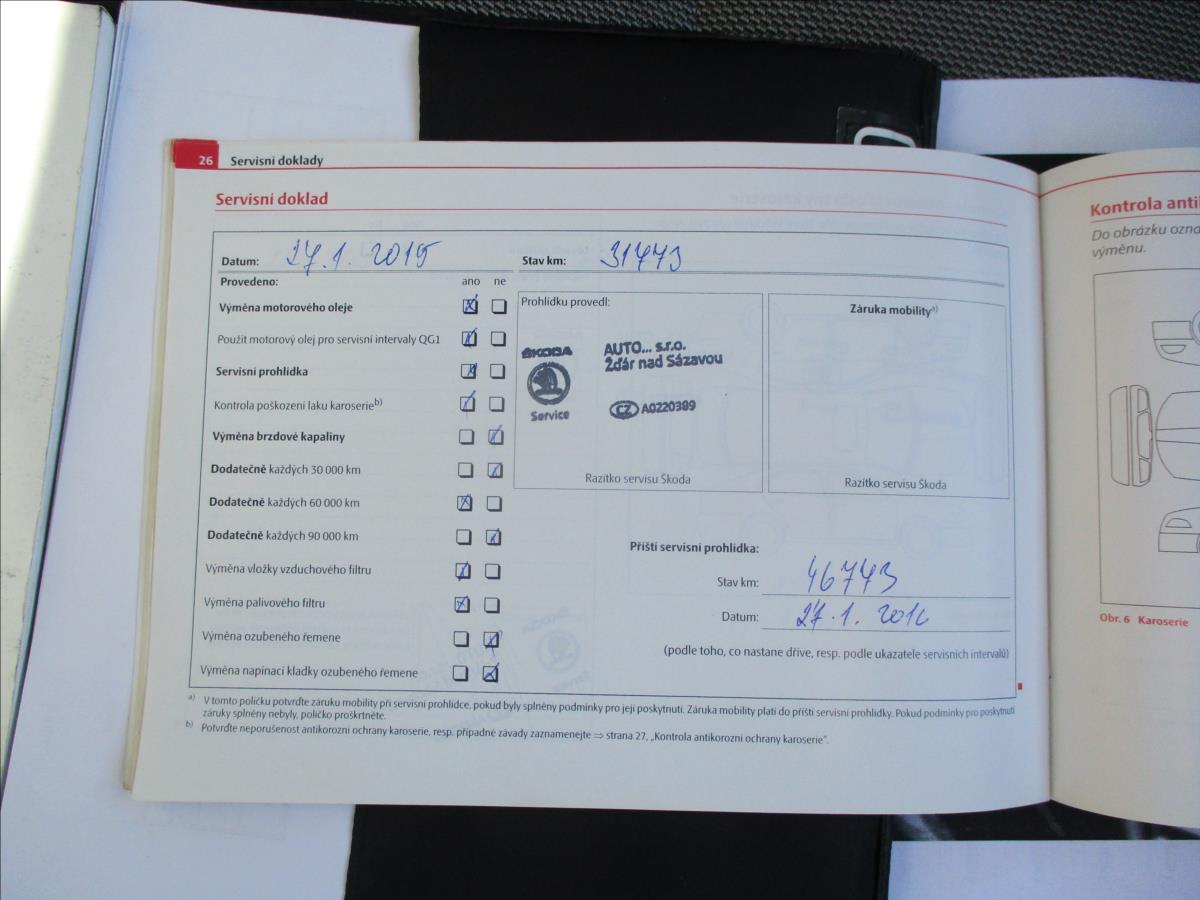 26 Servisní doklady
Servisní doklad
Datum: 27.1. 2015 Stav km: 31773
Provedeno: ano ne
Výměna motorového oleje
Použit motorový olej pro servisní intervaly QG1
Servisní prohlídka
Kontrola poškození laku karoserieb)
Výměna brzdové kapaliny
Dodatečně každých 30 000 km
Dodatečně každých 60 000 km
Dodatečně každých 90 000 km
Výměna vložky vzduchového filtru
Výměna palivového filtru
Výměna ozubeného řemene
Výměna napínací kladky ozubeného řemene
Prohlídku provedl:
ŠKODA
Service
AUTO... s.r.o.
Žďár nad Sázavou
CZ A0220389
Razítko servisu Škoda
Záruka mobilitya)
Razítko servisu Škoda
Příští servisní prohlídka:
Stav km: 46773
Datum: 27.1. 2016
(podle toho, co nastane dříve, resp. podle ukazatele servisních intervalů)
a) V tomto políčku potvrďte záruku mobility při servisní prohlídce, pokud byly splněny podmínky pro její poskytnutí. Záruka mobility platí do příští servisní prohlídky. Pokud podmínky pro poskytnutí
záruky splněny nebyly, políčko proškrtněte.
b) Potvrďte neporušenost antikorozní ochrany karoserie, resp. případné závady zaznamenejte ⇒ strana 27, „Kontrola antikorozní ochrany karoserie".
Kontrola anti
Do obrázku ozna
výměnu.
Obr. 6 Karoserie